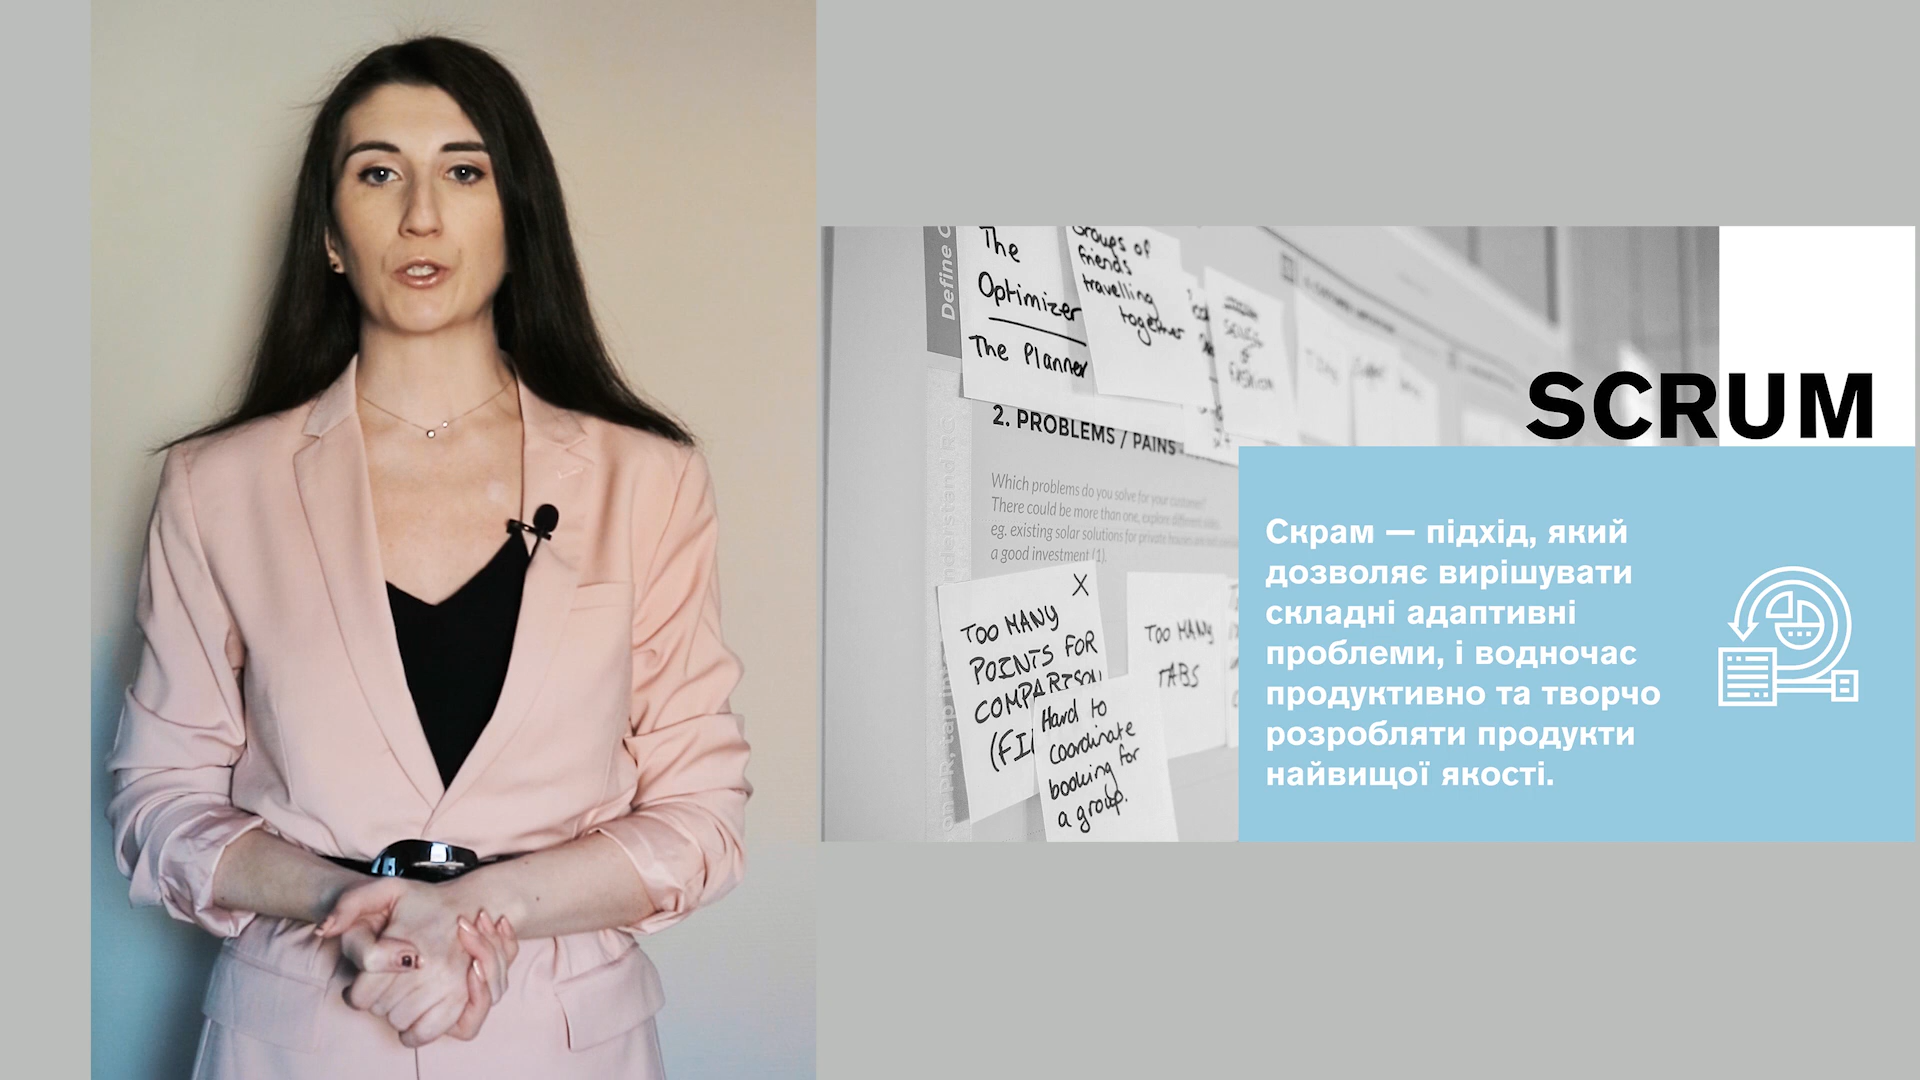 Define
The
Optimizer
The Planner
Groups of
friends
travelling
together
2. PROBLEMS / PAINS
Which problems do you solve for your customer?
There could be more than one, explore different sides.
eg. existing solar solutions for private houses are not
a good investment (1).
X
TOO MANY
POINTS FOR
COMPARISON
Hard to
coordinate
booking for
a group.
TOO MANY
TABS
SCRUM
Скрам — підхід, який
дозволяє вирішувати
складні адаптивні
проблеми, і водночас
продуктивно та творчо
розробляти продукти
найвищої якості.